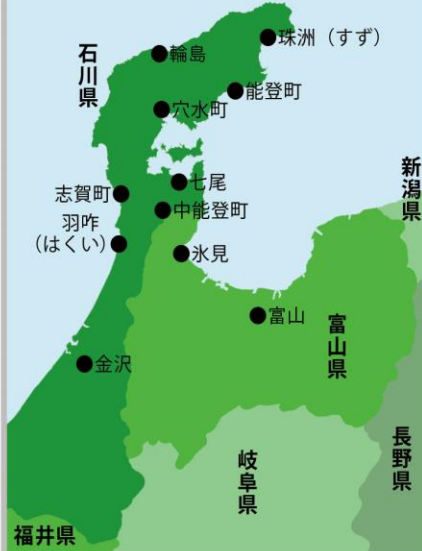 珠洲（すず）
石川県
輪島
能登町
穴水町
新潟県
七尾
志賀町
中能登町
羽咋
（はくい）
氷見
富山
富山県
金沢
長野県
岐阜県
福井県